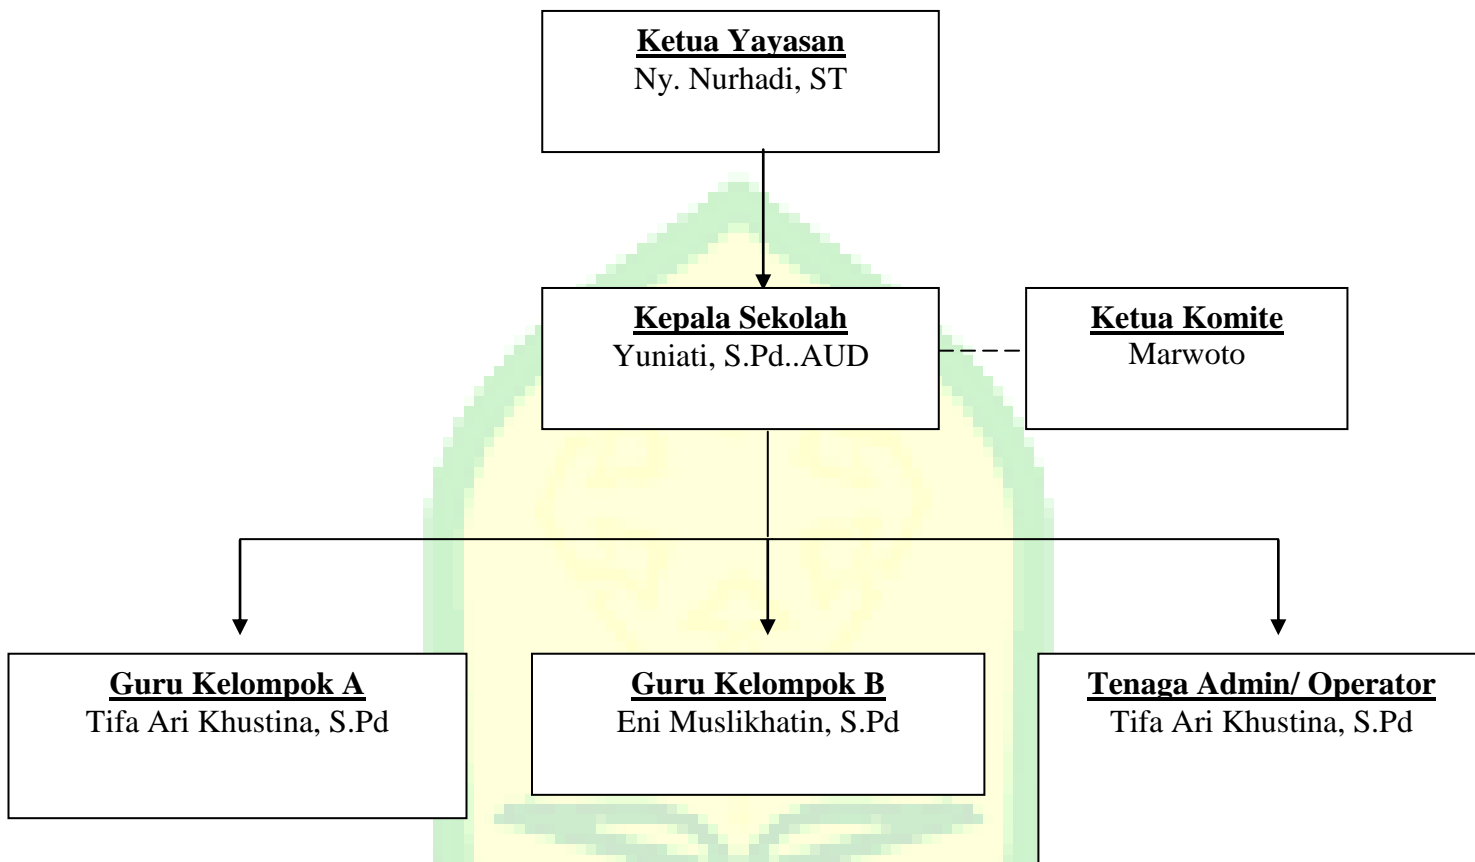 Ketua Yayasan
Ny. Nurhadi, ST
Kepala Sekolah
Yuniati, S.Pd..AUD
Ketua Komite
Marwoto
Guru Kelompok A
Tifa Ari Khustina, S.Pd
Guru Kelompok B
Eni Muslikhatin, S.Pd
Tenaga Admin/ Operator
Tifa Ari Khustina, S.Pd